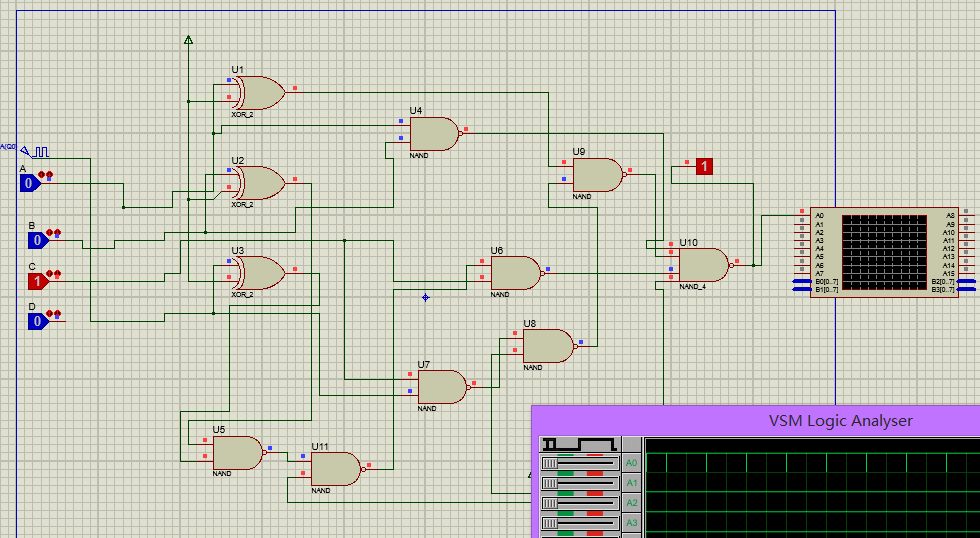 U1
XOR_2
U4
NAND
A
0
U2
XOR_2
U9
NAND
1
B
0
C
1
D
0
U3
XOR_2
U6
NAND
U10
NAND_4
A0
A1
A2
A3
A4
A5
A6
A7
B0[0..7]
B1[0..7]
A8
A9
A10
A11
A12
A13
A14
A15
B2[0..7]
B3[0..7]
U8
NAND
U7
NAND
U5
NAND
U11
NAND
VSM Logic Analyser
A0
A1
A2
A3